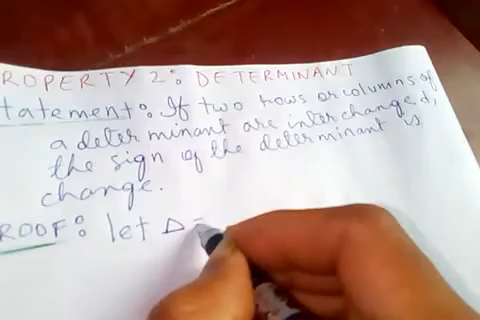 ROPERTY 2: DETERMINANT
tatement: If two rows or columns of
a determinant are interchanged,
the sign of the determinant is
change.
ROOF: let Δ =